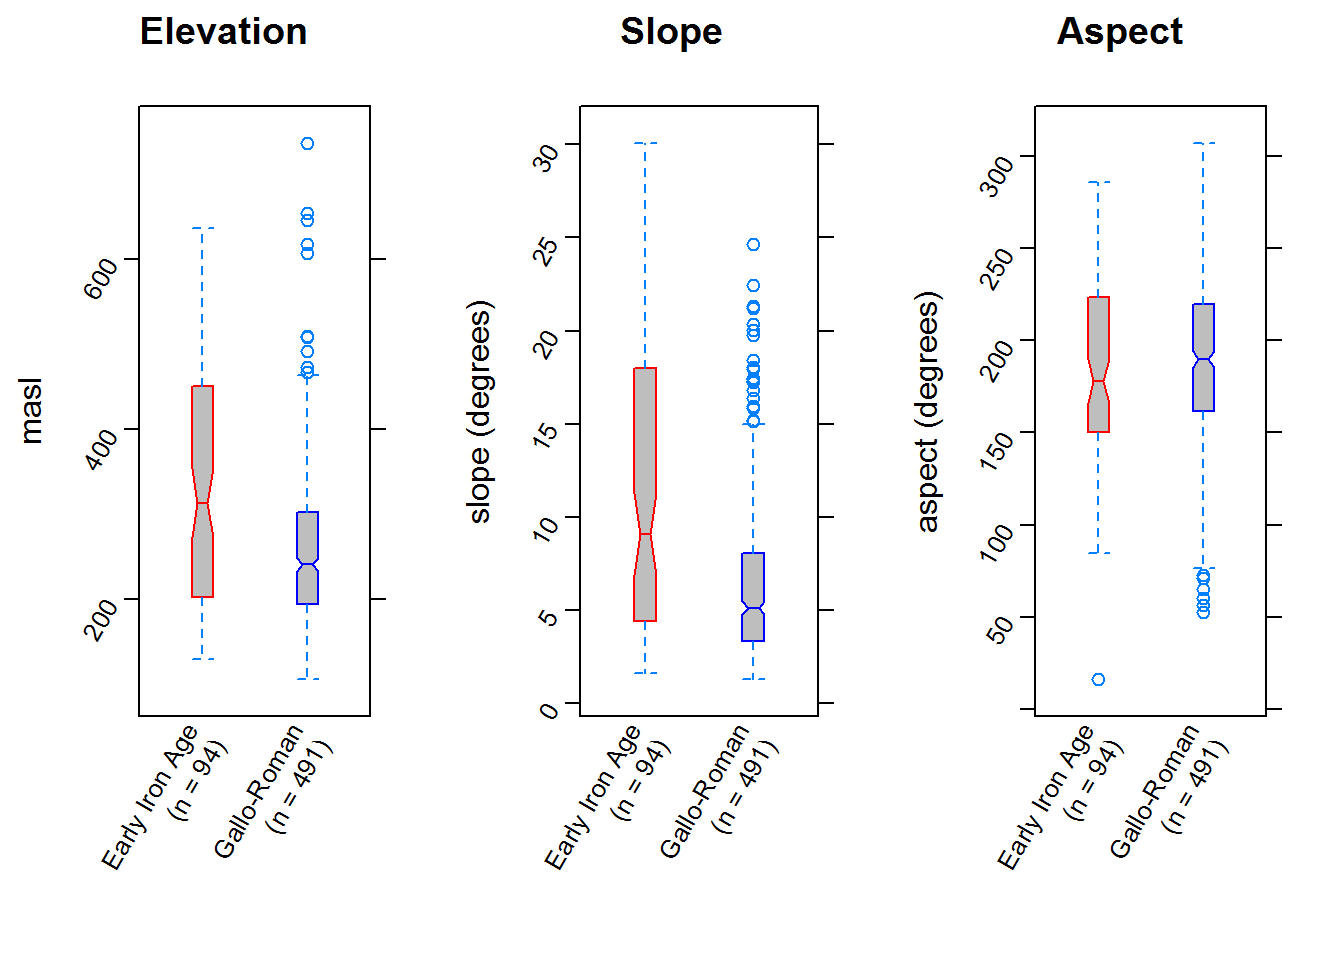 Elevation
masl
600
400
200
Early Iron Age
(n = 94)
Gallo-Roman
(n = 491)
Slope
slope (degrees)
30
25
20
15
10
5
0
Early Iron Age
(n = 94)
Gallo-Roman
(n = 491)
Aspect
aspect (degrees)
300
250
200
150
100
50
Early Iron Age
(n = 94)
Gallo-Roman
(n = 491)